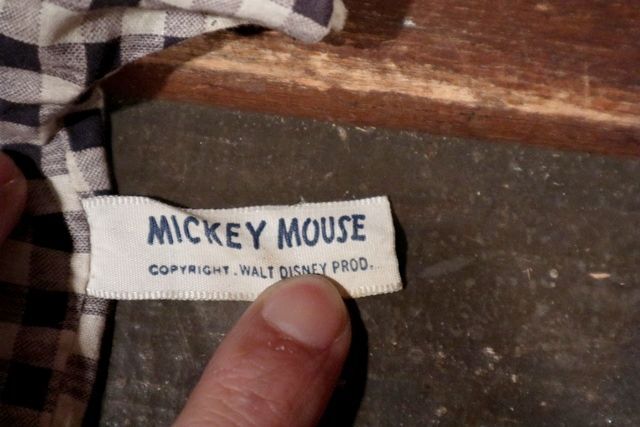 MICKEY MOUSE
COPYRIGHT. WALT DISNEY PROD.